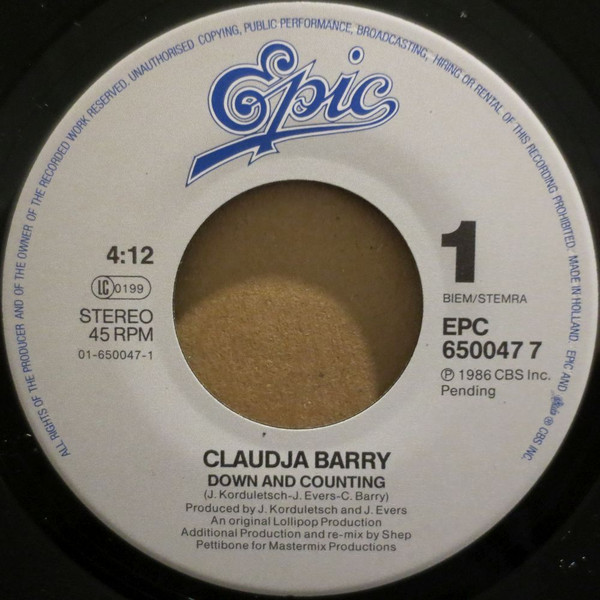 ALL RIGHTS OF THE PRODUCER AND OF THE OWNER OF THE RECORDED WORK RESERVED. UNAUTHORISED COPYING, PUBLIC PERFORMANCE, BROADCASTING, HIRING OR RENTAL OF THIS RECORDING PROHIBITED. MADE IN HOLLAND. EPIC AND ® CBS INC.
Epic
4:12
LC 0199
STEREO
45 RPM
01-650047-1
1
BIEM/STEMRA
EPC
650047 7
℗ 1986 CBS Inc.
Pending
CLAUDJA BARRY
DOWN AND COUNTING
(J. Korduletsch-J. Evers-C. Barry)
Produced by J. Korduletsch and J. Evers
An original Lollipop Production
Additional Production and re-mix by Shep
Pettibone for Mastermix Productions